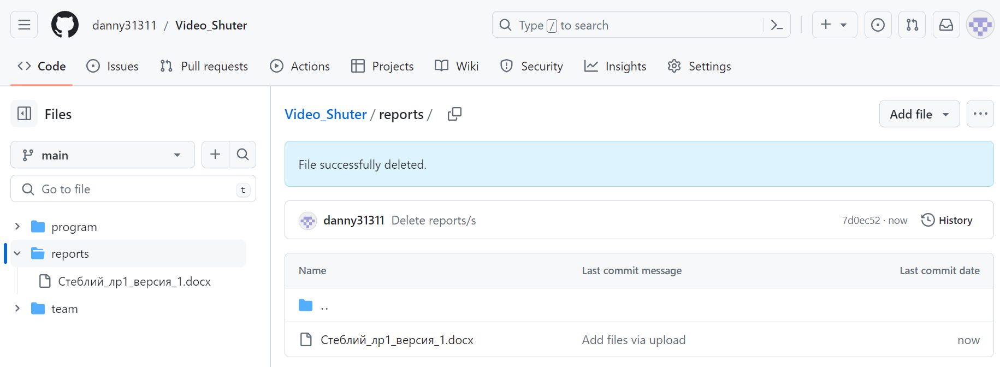 danny31311 / Video_Shuter
Type / to search
Code Issues Pull requests Actions Projects Wiki Security Insights Settings
Files
main
Go to file t
program
reports
Стеблий_лр1_версия_1.docx
team
Video_Shuter / reports /
Add file
File successfully deleted.
danny31311 Delete reports/s 7d0ec52 · now History
Name Last commit message Last commit date
..
Стеблий_лр1_версия_1.docx Add files via upload now